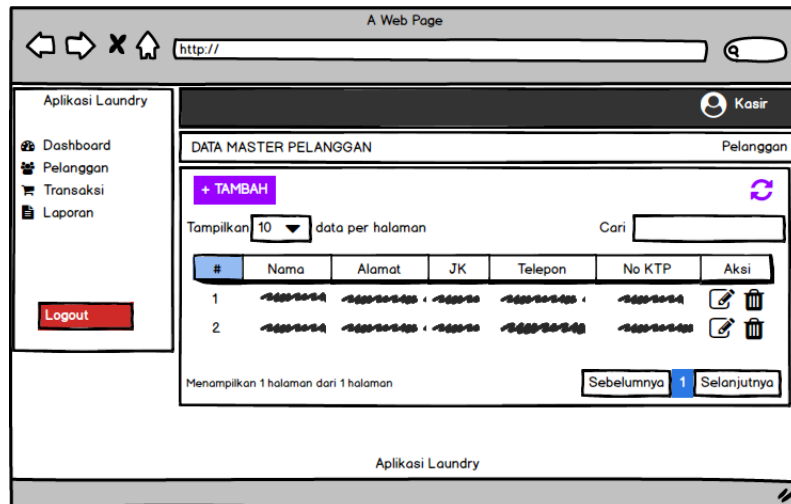 A Web Page
http://
Aplikasi Laundry
Kasir
Dashboard
Pelanggan
Transaksi
Laporan
Logout
DATA MASTER PELANGGAN
Pelanggan
+ TAMBAH
Tampilkan 10 data per halaman
Cari
# Nama Alamat JK Telepon No KTP Aksi
1
2
Menampilkan 1 halaman dari 1 halaman
Sebelumnya 1 Selanjutnya
Aplikasi Laundry